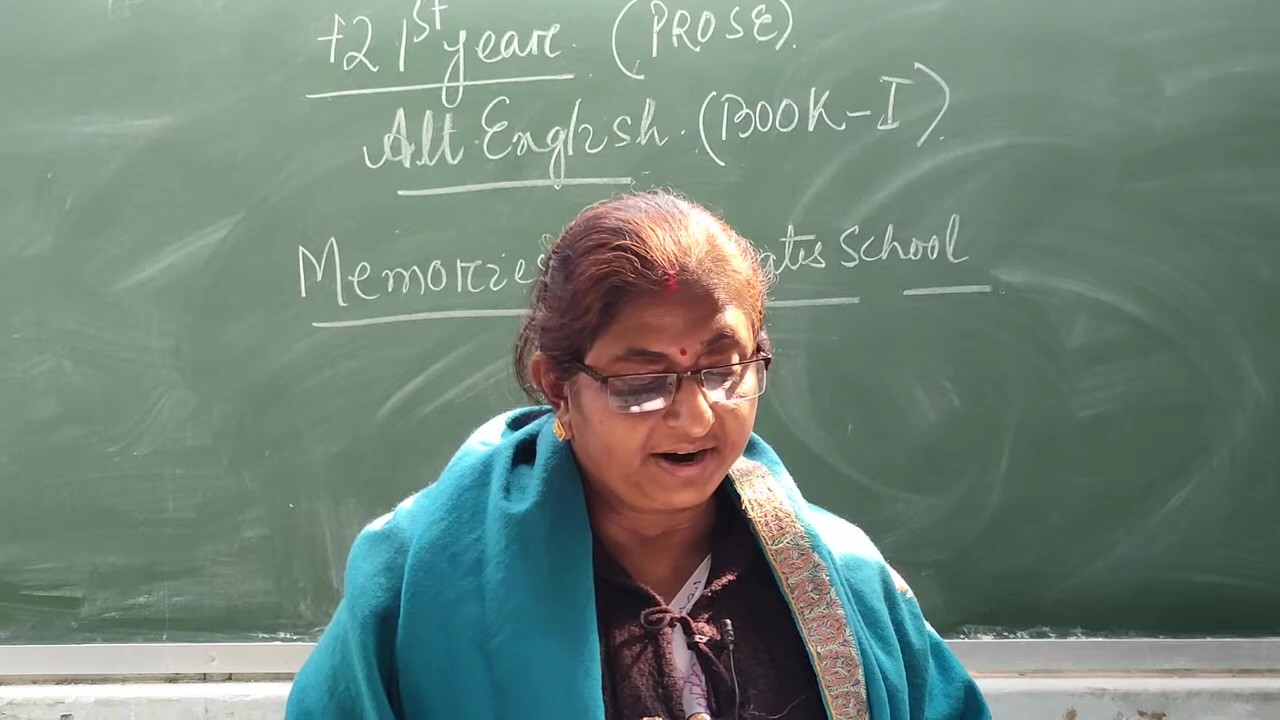 +2 1st year. (PROSE).
Alt. English. (BOOK-I).
Memories School